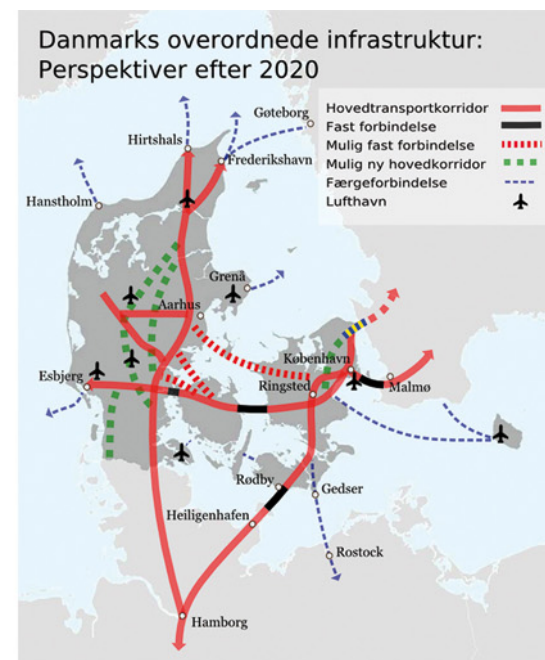 Danmarks overordnede infrastruktur:
Perspektiver efter 2020
Hovedtransportkorridor
Fast forbindelse
Mulig fast forbindelse
Mulig ny hovedkorridor
Færgeforbindelse
Lufthavn
Gøteborg
Hirtshals
Frederikshavn
Hanstholm
Grenå
Aarhus
København
Esbjerg
Ringsted
Malmø
Rødby
Gedser
Heiligenhafen
Rostock
Hamborg